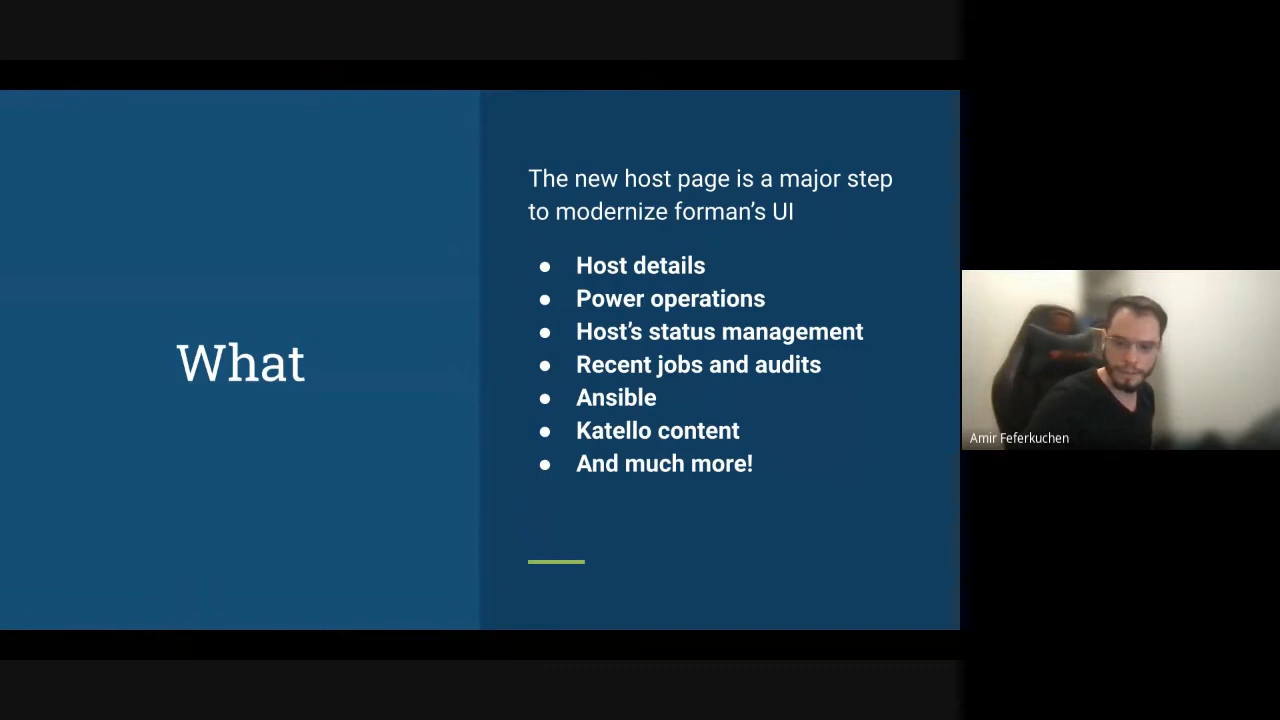 What
The new host page is a major step
to modernize forman’s UI
● Host details
● Power operations
● Host’s status management
● Recent jobs and audits
● Ansible
● Katello content
● And much more!
Amir Feferkuchen